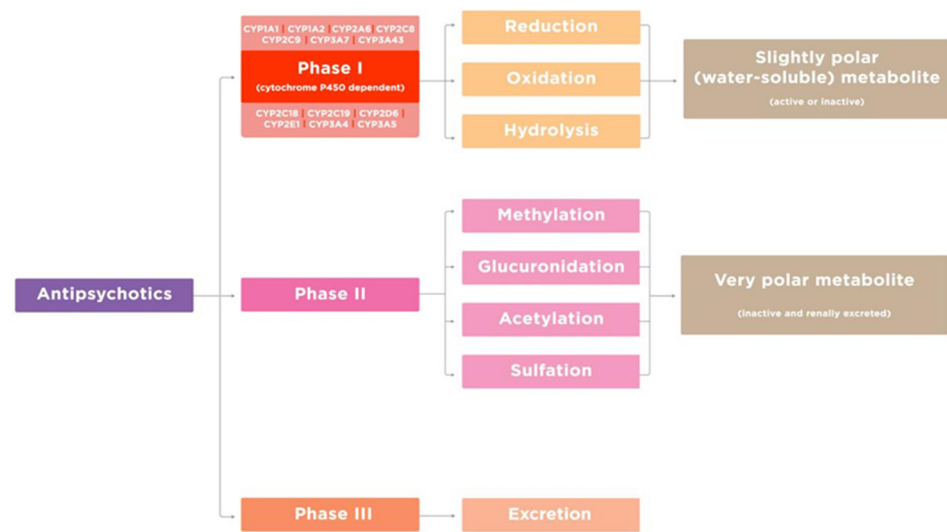 CYP1A1 | CYP1A2 | CYP2A6 | CYP2C8
CYP2C9 | CYP3A7 | CYP3A43
Phase I
(cytochrome P450 dependent)
CYP2C18 | CYP2C19 | CYP2D6 |
CYP2E1 | CYP3A4 | CYP3A5
Reduction
Oxidation
Hydrolysis
Slightly polar
(water-soluble) metabolite
(active or inactive)
Antipsychotics
Phase II
Methylation
Glucuronidation
Acetylation
Sulfation
Very polar metabolite
(inactive and renally excreted)
Phase III
Excretion